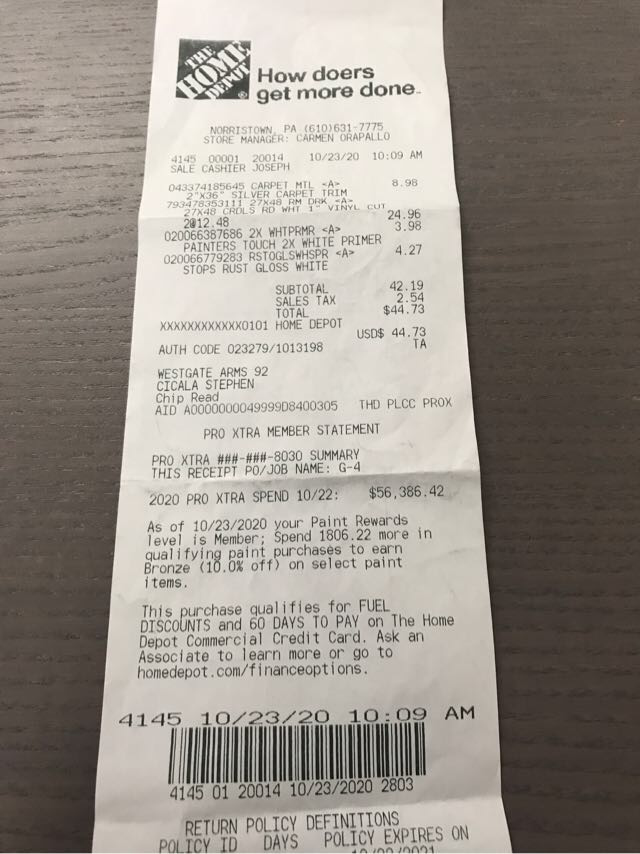 THE
HOME
DEPOT
How doers
get more done™
NORRISTOWN, PA (610)631-7775
STORE MANAGER: CARMEN ORAPALLO
4145 00001 20014 10/23/20 10:09 AM
SALE CASHIER JOSEPH
043374185645 CARPET MTL <A> 8.98
2"X36" SILVER CARPET TRIM
793478353111 27X48 RM DRK <A>
27X48 CRDLS RD WHT 1" VINYL CUT
2@12.48 24.96
020066387686 2X WHTPRMR <A> 3.98
PAINTERS TOUCH 2X WHITE PRIMER
020066779283 RSTOGLSWHSPR <A> 4.27
STOPS RUST GLOSS WHITE
SUBTOTAL 42.19
SALES TAX 2.54
TOTAL $44.73
XXXXXXXXXXXX0101 HOME DEPOT
USD$ 44.73
AUTH CODE 023279/1013198 TA
WESTGATE ARMS 92
CICALA STEPHEN
Chip Read
AID A0000000049999D8400305 THD PLCC PROX
PRO XTRA MEMBER STATEMENT
PRO XTRA ###-###-8030 SUMMARY
THIS RECEIPT PO/JOB NAME: G-4
2020 PRO XTRA SPEND 10/22: $56,386.42
As of 10/23/2020 your Paint Rewards
level is Member; Spend 1806.22 more in
qualifying paint purchases to earn
Bronze (10.0% off) on select paint
items.
This purchase qualifies for FUEL
DISCOUNTS and 60 DAYS TO PAY on The Home
Depot Commercial Credit Card. Ask an
Associate to learn more or go to
homedepot.com/financeoptions.
4145 10/23/20 10:09 AM
4145 01 20014 10/23/2020 2803
RETURN POLICY DEFINITIONS
POLICY ID DAYS POLICY EXPIRES ON